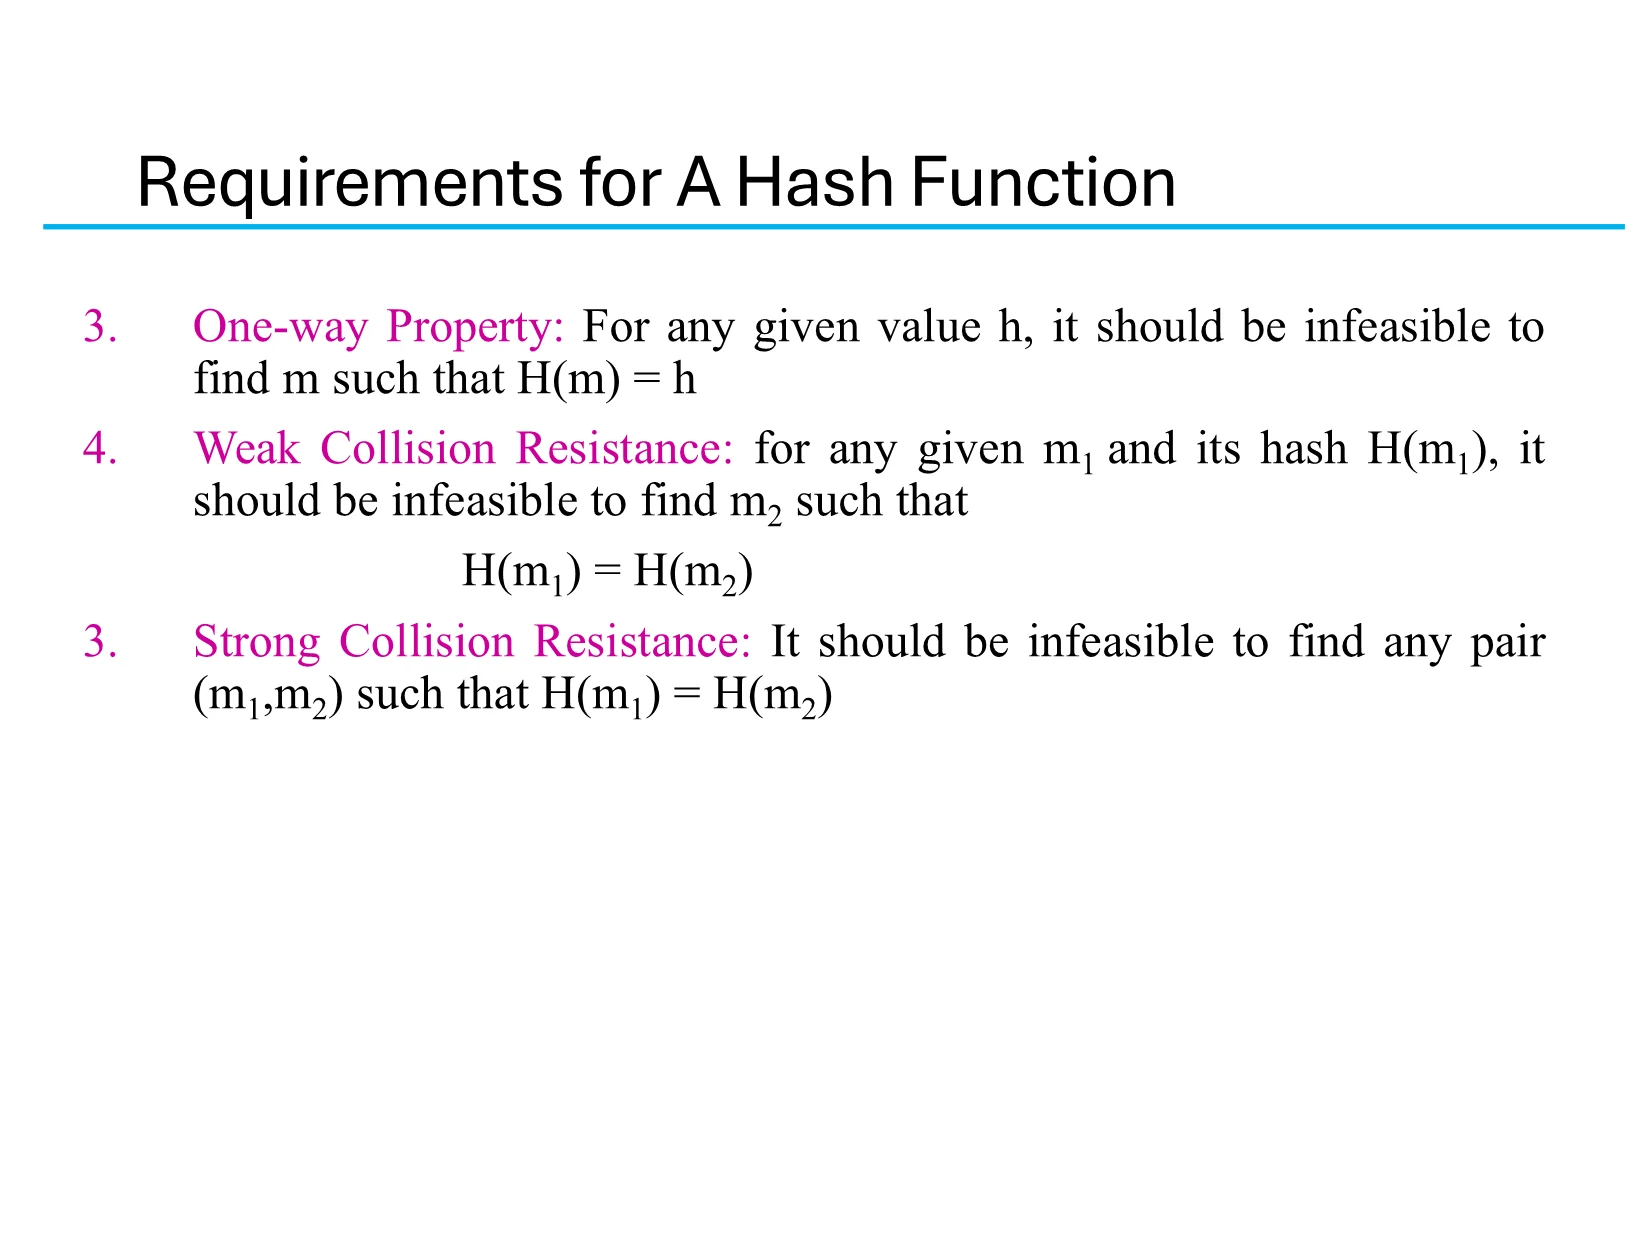 Requirements for A Hash Function
3. One-way Property: For any given value h, it should be infeasible to
find m such that H(m) = h
4. Weak Collision Resistance: for any given m₁ and its hash H(m₁), it
should be infeasible to find m₂ such that
H(m₁) = H(m₂)
3. Strong Collision Resistance: It should be infeasible to find any pair
(m₁,m₂) such that H(m₁) = H(m₂)